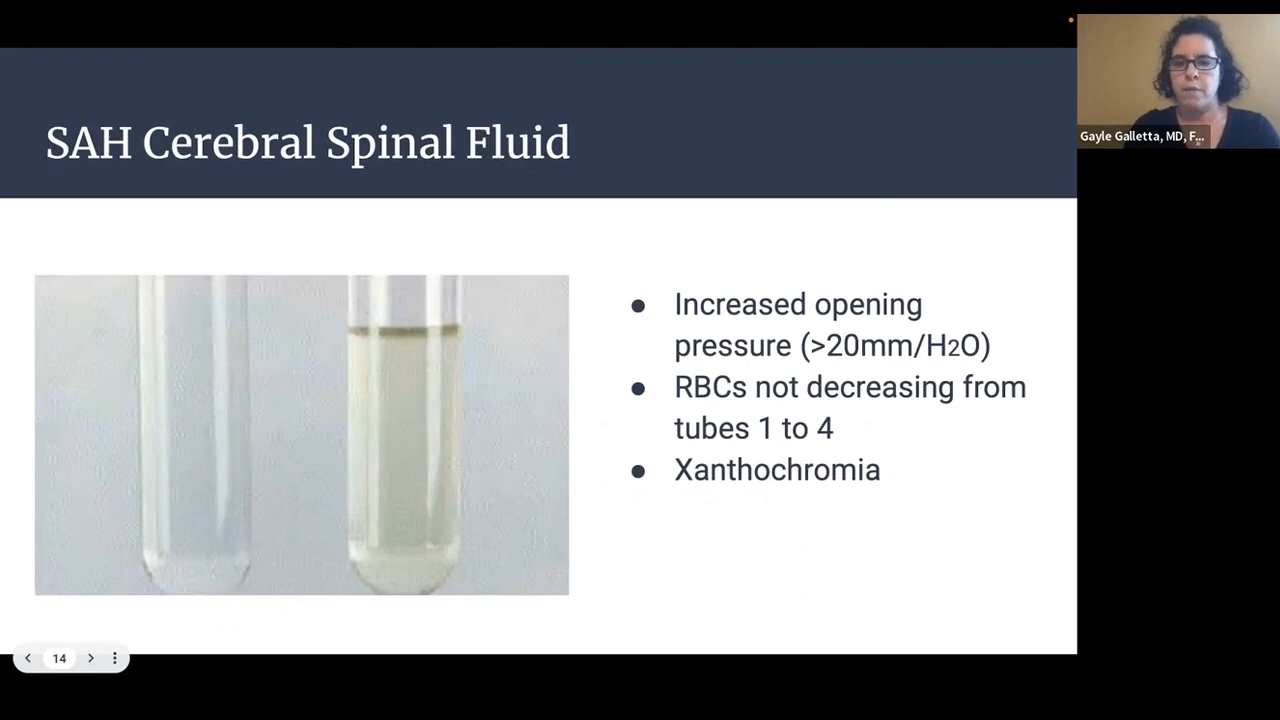 SAH Cerebral Spinal Fluid
Gayle Galletta, MD, F...
● Increased opening
pressure (>20mm/H2O)
● RBCs not decreasing from
tubes 1 to 4
● Xanthochromia
14